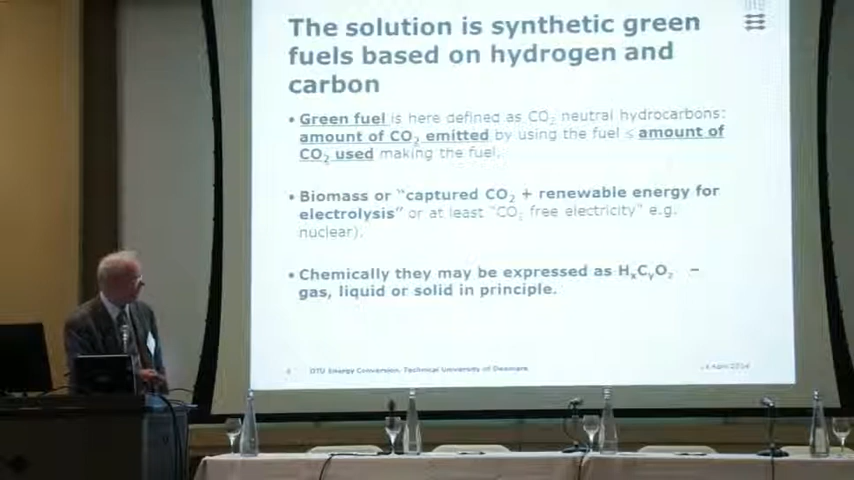 The solution is synthetic green
fuels based on hydrogen and
carbon
• Green fuel is here defined as CO₂ neutral hydrocarbons:
amount of CO₂ emitted by using the fuel ≤ amount of
CO₂ used making the fuel.
• Biomass or "captured CO₂ + renewable energy for
electrolysis" or at least "CO₂ free electricity" e.g.
nuclear).
• Chemically they may be expressed as HₓCᵧO₂ –
gas, liquid or solid in principle.
DTU Energy Conversion, Technical University of Denmark
April 2014